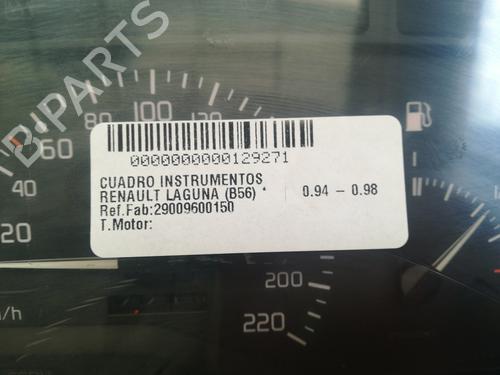 B-PARTS
80 100 120
60
40
20
/h
200
220
0000000000129271
CUADRO INSTRUMENTOS
RENAULT LAGUNA (B56) * 0.94 – 0.98
Ref.Fab:29009600150
T.Motor: